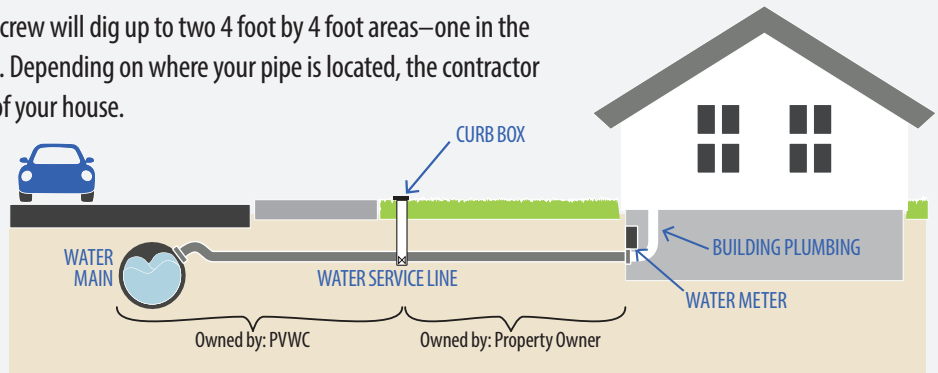 crew will dig up to two 4 foot by 4 foot areas–one in the
. Depending on where your pipe is located, the contractor
of your house.
CURB BOX
WATER
MAIN
WATER SERVICE LINE
BUILDING PLUMBING
WATER METER
Owned by: PVWC
Owned by: Property Owner